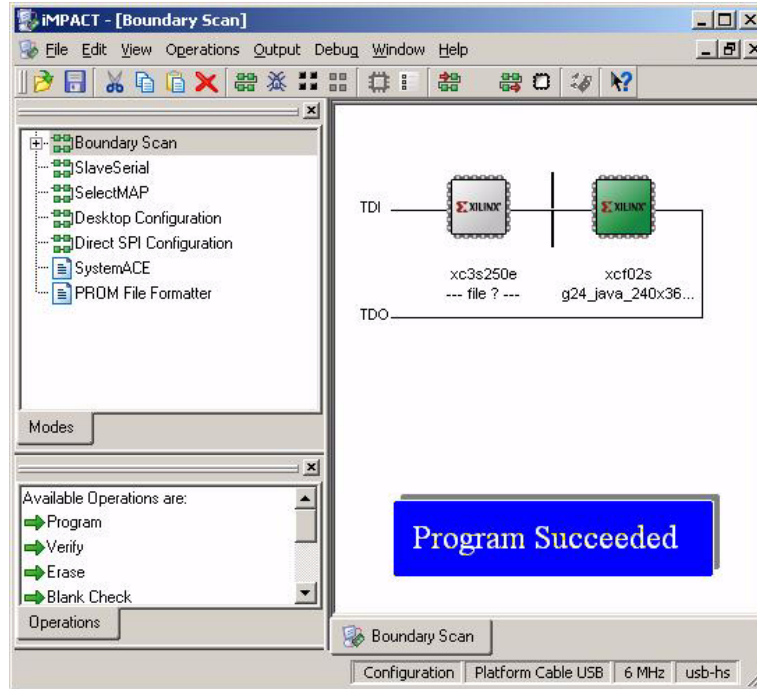 iMPACT - [Boundary Scan]
File Edit View Operations Output Debug Window Help
Boundary Scan
SlaveSerial
SelectMAP
Desktop Configuration
Direct SPI Configuration
SystemACE
PROM File Formatter
Modes
Available Operations are:
Program
Verify
Erase
Blank Check
Operations
TDI
XILINX XILINX
xc3s250e xcf02s
--- file ? --- g24_java_240x36...
TDO
Program Succeeded
Boundary Scan
Configuration Platform Cable USB 6 MHz usb-hs